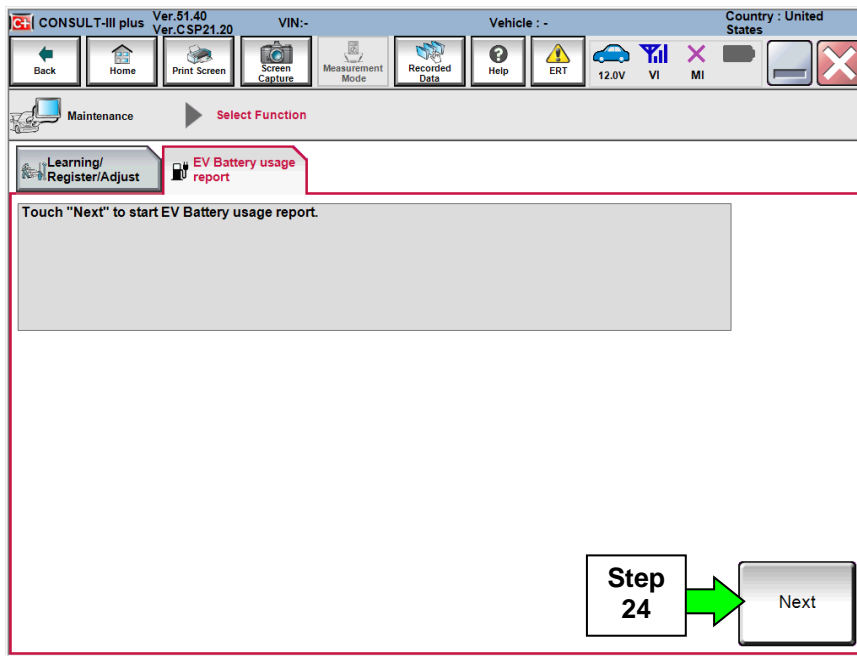 C+ CONSULT-III plus Ver.51.40 VIN:- Vehicle : - Country : United
Ver.CSP21.20 States
Back Home Print Screen Screen Measurement Recorded Help ERT 12.0V VI MI
Capture Mode Data
Maintenance Select Function
Learning/ EV Battery usage
Register/Adjust report
Touch "Next" to start EV Battery usage report.
Step
24 Next